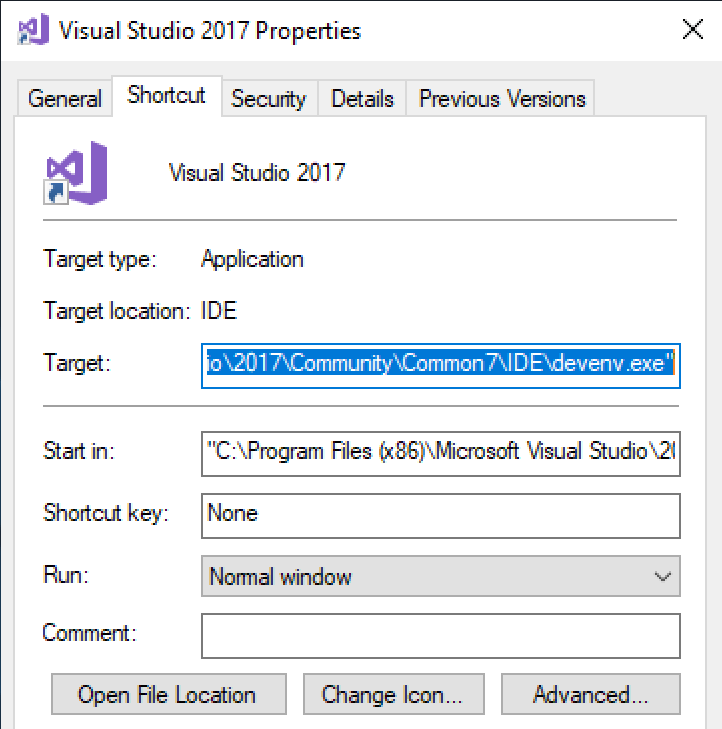 Visual Studio 2017 Properties
General Shortcut Security Details Previous Versions
Visual Studio 2017
Target type: Application
Target location: IDE
Target: io\2017\Community\Common7\IDE\devenv.exe"
Start in: "C:\Program Files (x86)\Microsoft Visual Studio\20
Shortcut key: None
Run: Normal window
Comment:
Open File Location Change Icon... Advanced...